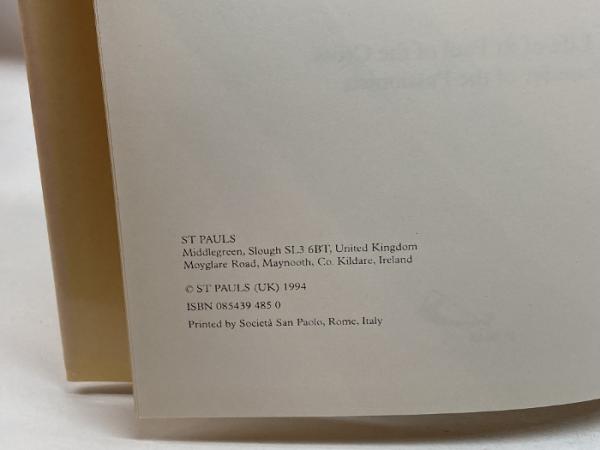 ST PAULS
Middlegreen, Slough SL3 6BT, United Kingdom
Moyglare Road, Maynooth, Co. Kildare, Ireland
© ST PAULS (UK) 1994
ISBN 085439 485 0
Printed by Società San Paolo, Rome, Italy